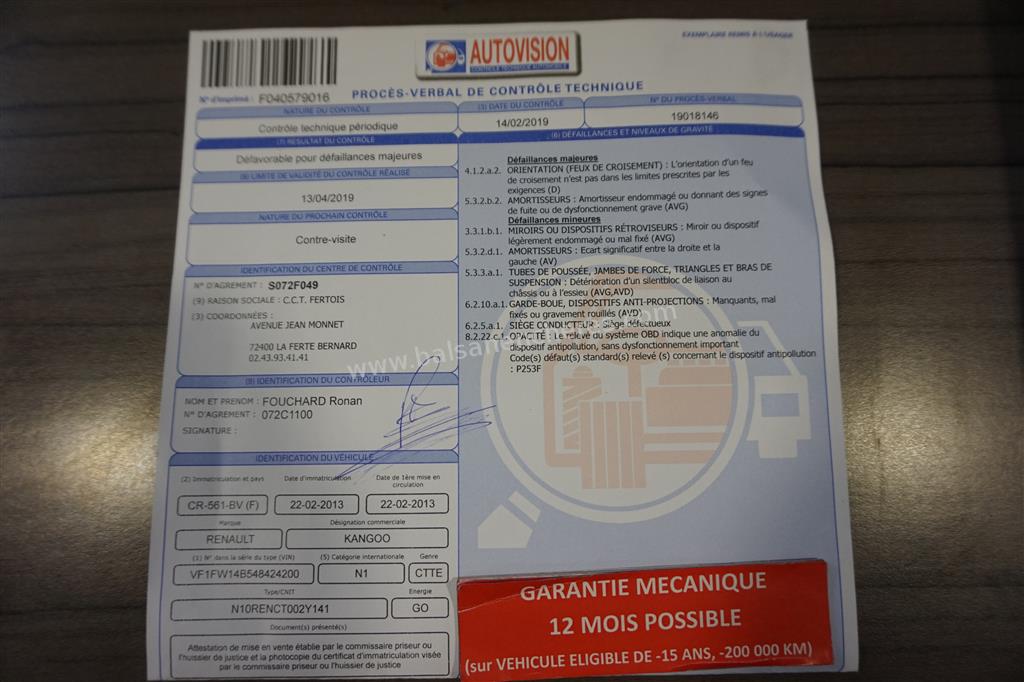 EXEMPLAIRE REMIS A L'USAGER
AUTOVISION
CONTRÔLE TECHNIQUE AUTOMOBILE
N° d'imprimé : F040579016
PROCÈS-VERBAL DE CONTRÔLE TECHNIQUE
NATURE DU CONTRÔLE
Contrôle technique périodique
(3) DATE DU CONTRÔLE
14/02/2019
N° DU PROCÈS-VERBAL
19018146
(7) RESULTAT DU CONTRÔLE
Défavorable pour défaillances majeures
(8) LIMITE DE VALIDITÉ DU CONTRÔLE RÉALISÉ
13/04/2019
NATURE DU PROCHAIN CONTRÔLE
Contre-visite
IDENTIFICATION DU CENTRE DE CONTRÔLE
N° D'AGREMENT : S072F049
(9) RAISON SOCIALE : C.C.T. FERTOIS
(3) COORDONNÉES :
AVENUE JEAN MONNET
72400 LA FERTE BERNARD
02.43.93.41.41
(9) IDENTIFICATION DU CONTRÔLEUR
NOM ET PRENOM : FOUCHARD Ronan
N° D'AGREMENT : 072C1100
SIGNATURE :
IDENTIFICATION DU VÉHICULE
(2) Immatriculation et pays
Date d'immatriculation
Date de 1ère mise en
circulation
CR-561-BV (F)
22-02-2013
22-02-2013
Marque
Désignation commerciale
RENAULT
KANGOO
(1) N° dans la série du type (VIN)
(5) Catégorie internationale
Genre
VF1FW14B548424200
N1
CTTE
Type/CNIT
Energie
N10RENCT002Y141
GO
Document(s) présenté(s)
Attestation de mise en vente établie par le commissaire priseur ou
l'huissier de justice et la photocopie du certificat d'immatriculation visée
par le commissaire priseur ou l'huissier de justice
(6) DÉFAILLANCES ET NIVEAUX DE GRAVITÉ
Défaillances majeures
4.1.2.a.2. ORIENTATION (FEUX DE CROISEMENT) : L'orientation d'un feu
de croisement n'est pas dans les limites prescrites par les
exigences (D)
5.3.2.b.2. AMORTISSEURS : Amortisseur endommagé ou donnant des signes
de fuite ou de dysfonctionnement grave (AVG)
Défaillances mineures
3.3.1.b.1. MIROIRS OU DISPOSITIFS RÉTROVISEURS : Miroir ou dispositif
légèrement endommagé ou mal fixé (AVG)
5.3.2.d.1. AMORTISSEURS : Ecart significatif entre la droite et la
gauche (AV)
5.3.3.a.1. TUBES DE POUSSÉE, JAMBES DE FORCE, TRIANGLES ET BRAS DE
SUSPENSION : Détérioration d'un silentbloc de liaison au
châssis ou à l'essieu (AVG,AVD)
6.2.10.a.1. GARDE-BOUE, DISPOSITIFS ANTI-PROJECTIONS : Manquants, mal
fixés ou gravement rouillés (AVD)
6.2.5.a.1. SIÈGE CONDUCTEUR : Siège défectueux
8.2.22.c.1. OPACITÉ : Le relevé du système OBD indique une anomalie du
dispositif antipollution, sans dysfonctionnement important
Code(s) défaut(s) standard(s) relevé (s) concernant le dispositif antipollution
: P253F
GARANTIE MECANIQUE
12 MOIS POSSIBLE
(sur VEHICULE ELIGIBLE DE -15 ANS, -200 000 KM)